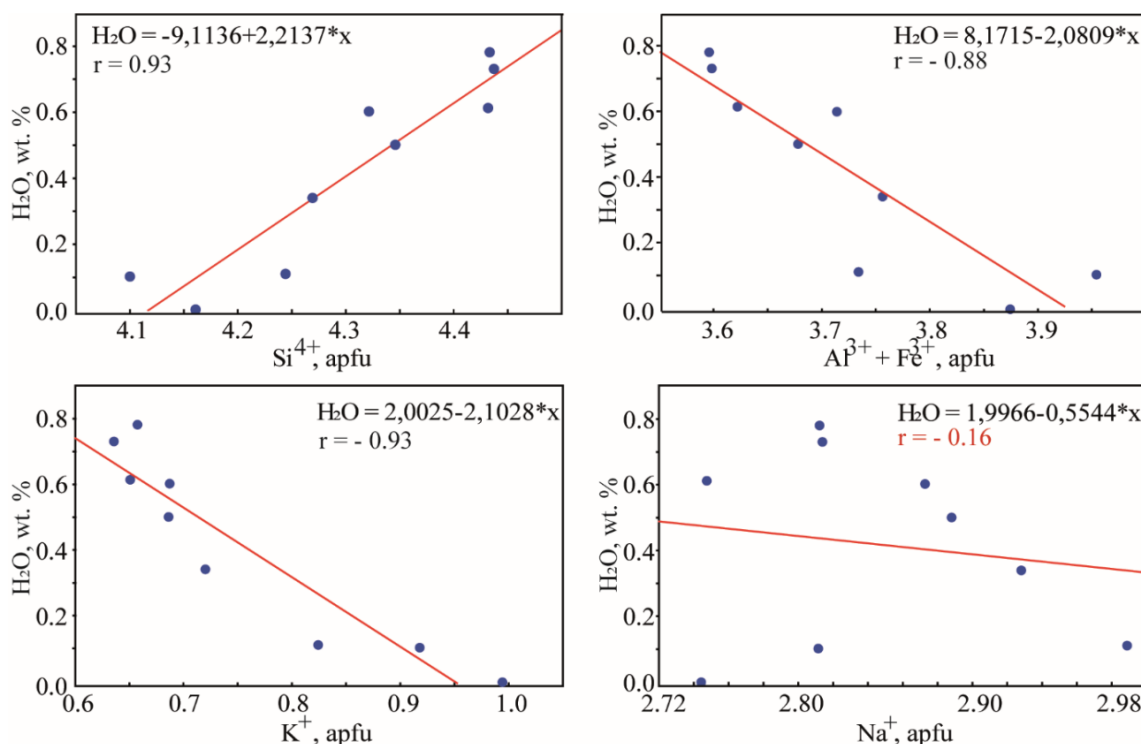 H₂O = -9,1136+2,2137*x
r = 0.93
H₂O, wt. %
0.8
0.6
0.4
0.2
0.0
4.1 4.2 4.3 4.4
Si⁴⁺, apfu
H₂O = 8,1715-2,0809*x
r = - 0.88
H₂O, wt. %
0.8
0.6
0.4
0.2
0.0
3.6 3.7 3.8 3.9
Al³⁺ + Fe³⁺, apfu
H₂O = 2,0025-2,1028*x
r = - 0.93
H₂O, wt. %
0.8
0.6
0.4
0.2
0.0
0.6 0.7 0.8 0.9 1.0
K⁺, apfu
H₂O = 1,9966-0,5544*x
r = - 0.16
H₂O, wt. %
0.8
0.6
0.4
0.2
0.0
2.72 2.80 2.90 2.98
Na⁺, apfu